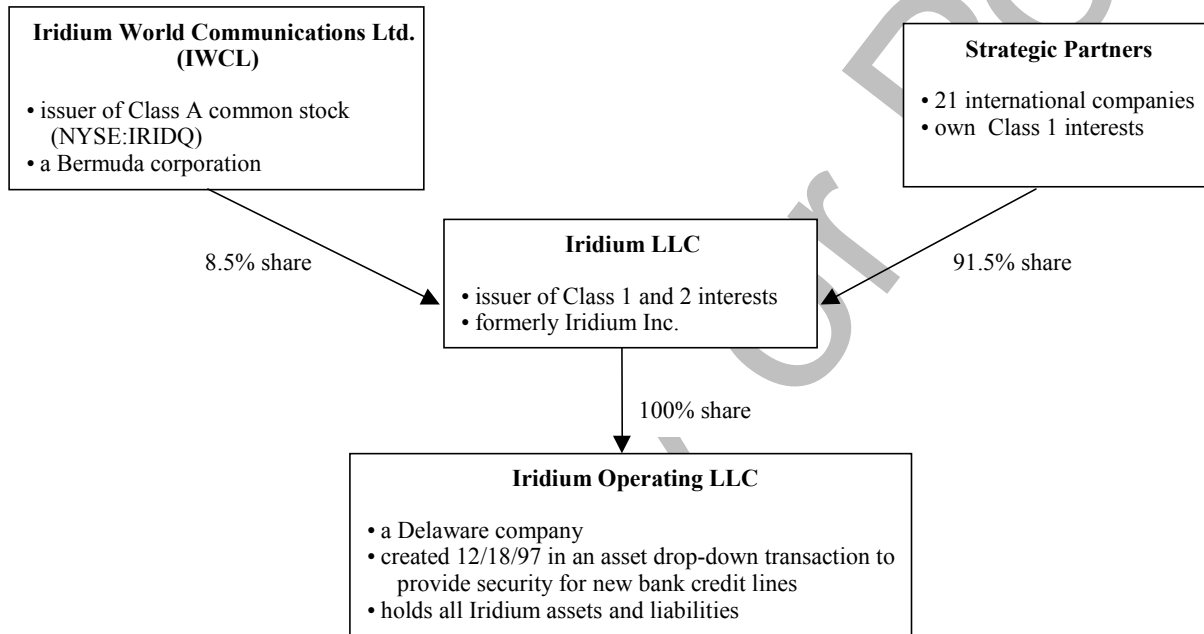 Iridium World Communications Ltd.
(IWCL)
• issuer of Class A common stock
(NYSE:IRIDQ)
• a Bermuda corporation
Strategic Partners
• 21 international companies
• own Class 1 interests
8.5% share
91.5% share
Iridium LLC
• issuer of Class 1 and 2 interests
• formerly Iridium Inc.
100% share
Iridium Operating LLC
• a Delaware company
• created 12/18/97 in an asset drop-down transaction to
provide security for new bank credit lines
• holds all Iridium assets and liabilities